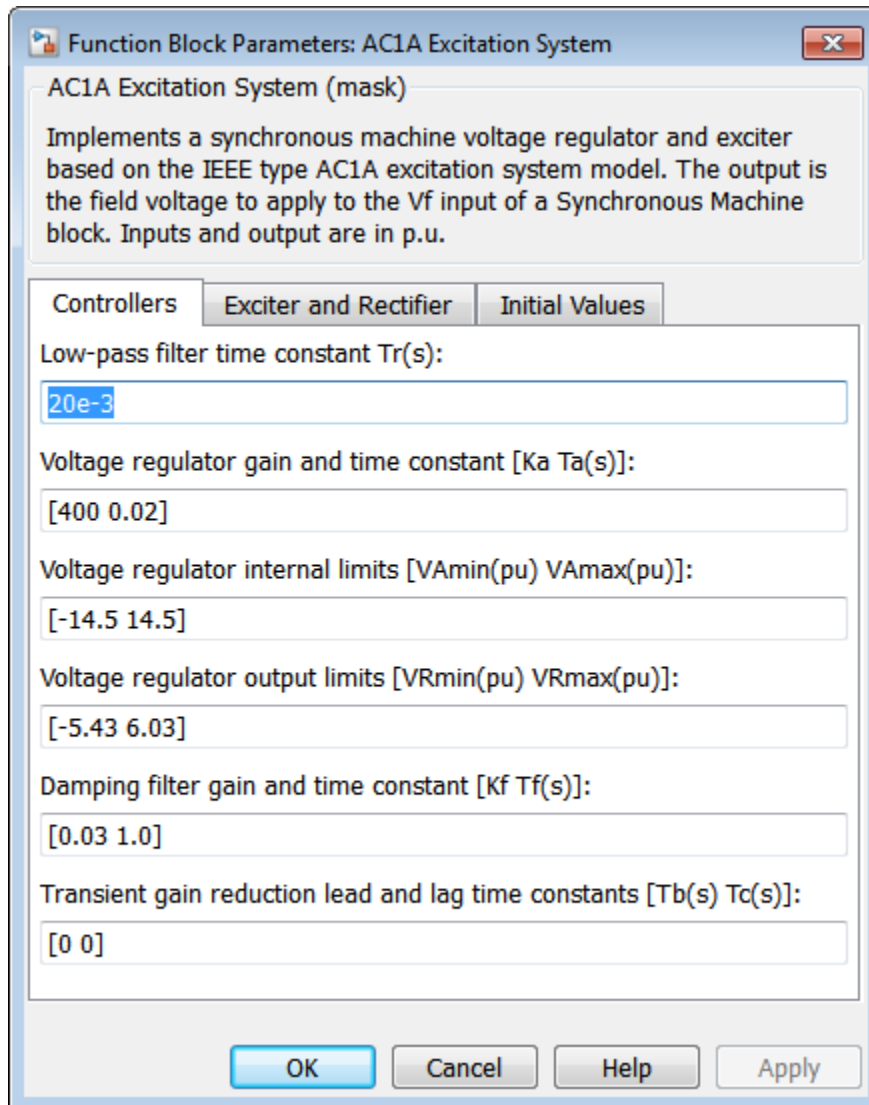 Function Block Parameters: AC1A Excitation System
AC1A Excitation System (mask)
Implements a synchronous machine voltage regulator and exciter
based on the IEEE type AC1A excitation system model. The output is
the field voltage to apply to the Vf input of a Synchronous Machine
block. Inputs and output are in p.u.
Controllers Exciter and Rectifier Initial Values
Low-pass filter time constant Tr(s):
20e-3
Voltage regulator gain and time constant [Ka Ta(s)]:
[400 0.02]
Voltage regulator internal limits [VAmin(pu) VAmax(pu)]:
[-14.5 14.5]
Voltage regulator output limits [VRmin(pu) VRmax(pu)]:
[-5.43 6.03]
Damping filter gain and time constant [Kf Tf(s)]:
[0.03 1.0]
Transient gain reduction lead and lag time constants [Tb(s) Tc(s)]:
[0 0]
OK Cancel Help Apply